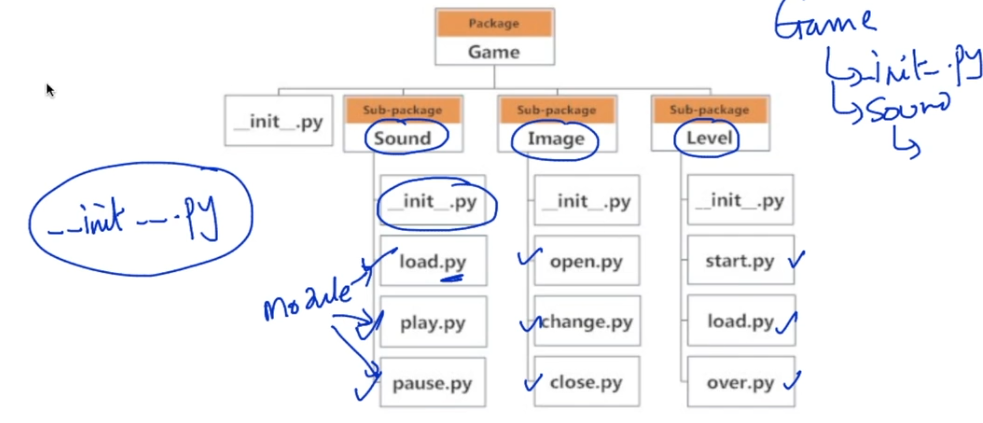 Package
Game
__init__.py
Sub-package
Sound
Sub-package
Image
Sub-package
Level
__init__.py
load.py
play.py
pause.py
__init__.py
open.py
change.py
close.py
__init__.py
start.py
load.py
over.py
__init__.py
Module
Game
_init_.py
Sound